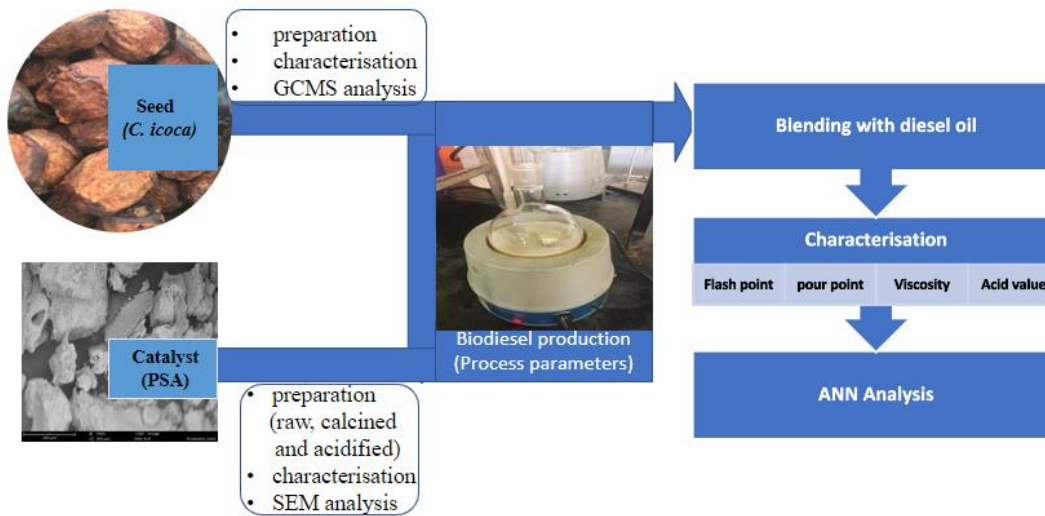 • preparation
• characterisation
• GCMS analysis
Seed
(C. icoca)
Catalyst
(PSA)
• preparation
(raw, calcined
and acidified)
• characterisation
• SEM analysis
Biodiesel production
(Process parameters)
Blending with diesel oil
Characterisation
Flash point pour point Viscosity Acid value
ANN Analysis